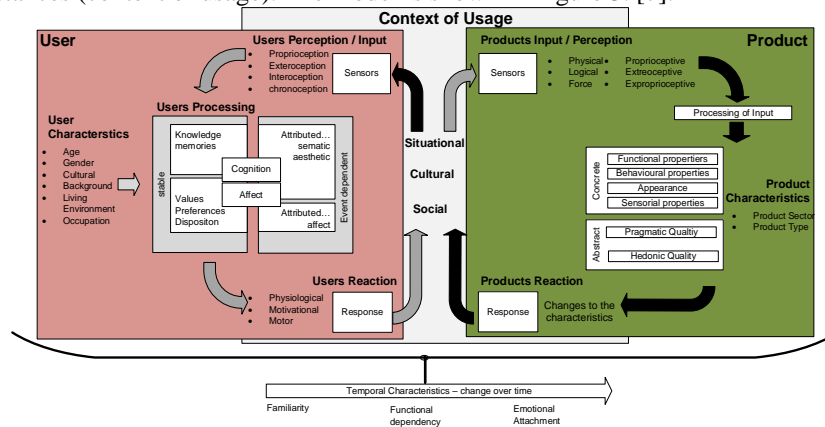 Context of Usage
User
Users Perception / Input
Proprioception
Exteroception
Interoception
chronoception
Sensors
Users Processing
User
Characterstics
Age
Gender
Cultural
Background
Living
Environment
Occupation
stable
Knowledge
memories
Values
Preferences
Dispositon
Cognition
Affect
Attributed…
sematic
aesthetic
Attributed…
affect
Event dependent
Users Reaction
Physiological
Motivational
Motor
Response
Situational
Cultural
Social
Product
Products Input / Perception
Sensors
Physical
Logical
Force
Proprioceptive
Extreoceptive
Exproprioceptive
Processing of Input
Concrete
Functional propertiers
Behavioural properties
Appearance
Sensorial properties
Abstract
Pragmatic Qualtiy
Hedonic Quality
Product
Characteristics
Product Sector
Product Type
Products Reaction
Response
Changes to the
characteristics
Temporal Characteristics – change over time
Familiarity
Functional
dependency
Emotional
Attachment